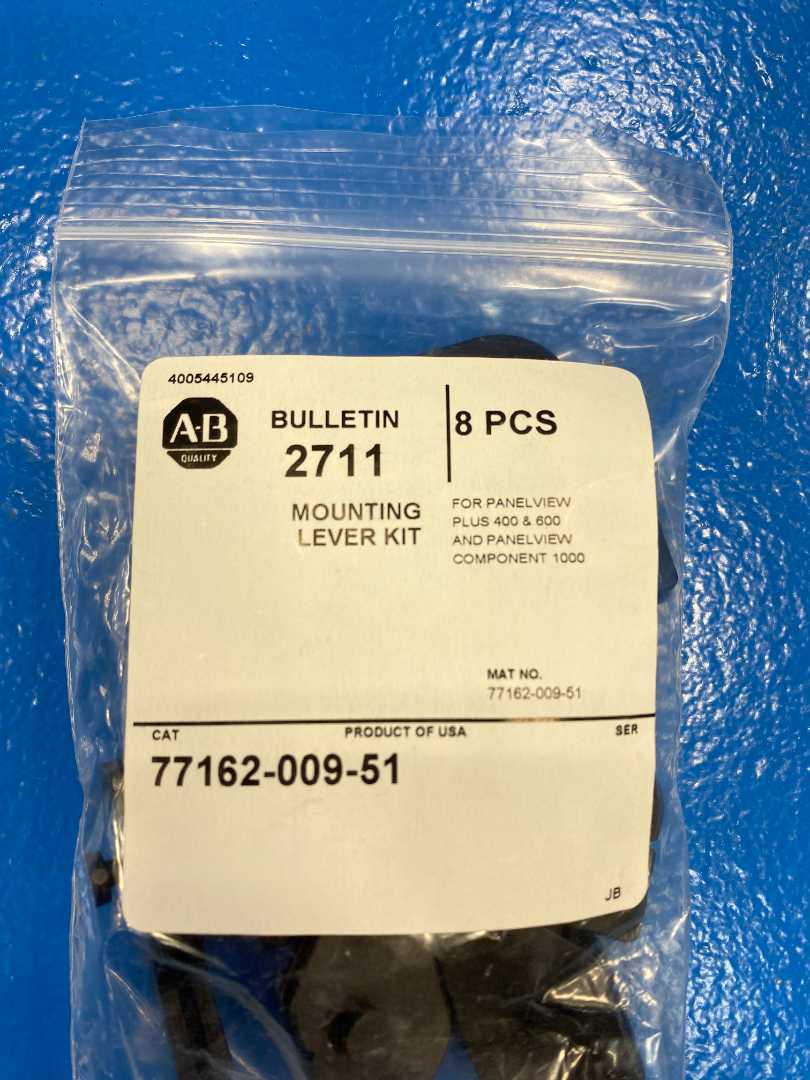 4005445109
A·B
QUALITY
BULLETIN
2711
8 PCS
MOUNTING
LEVER KIT
FOR PANELVIEW
PLUS 400 & 600
AND PANELVIEW
COMPONENT 1000
MAT NO.
77162-009-51
CAT PRODUCT OF USA SER
77162-009-51
JB